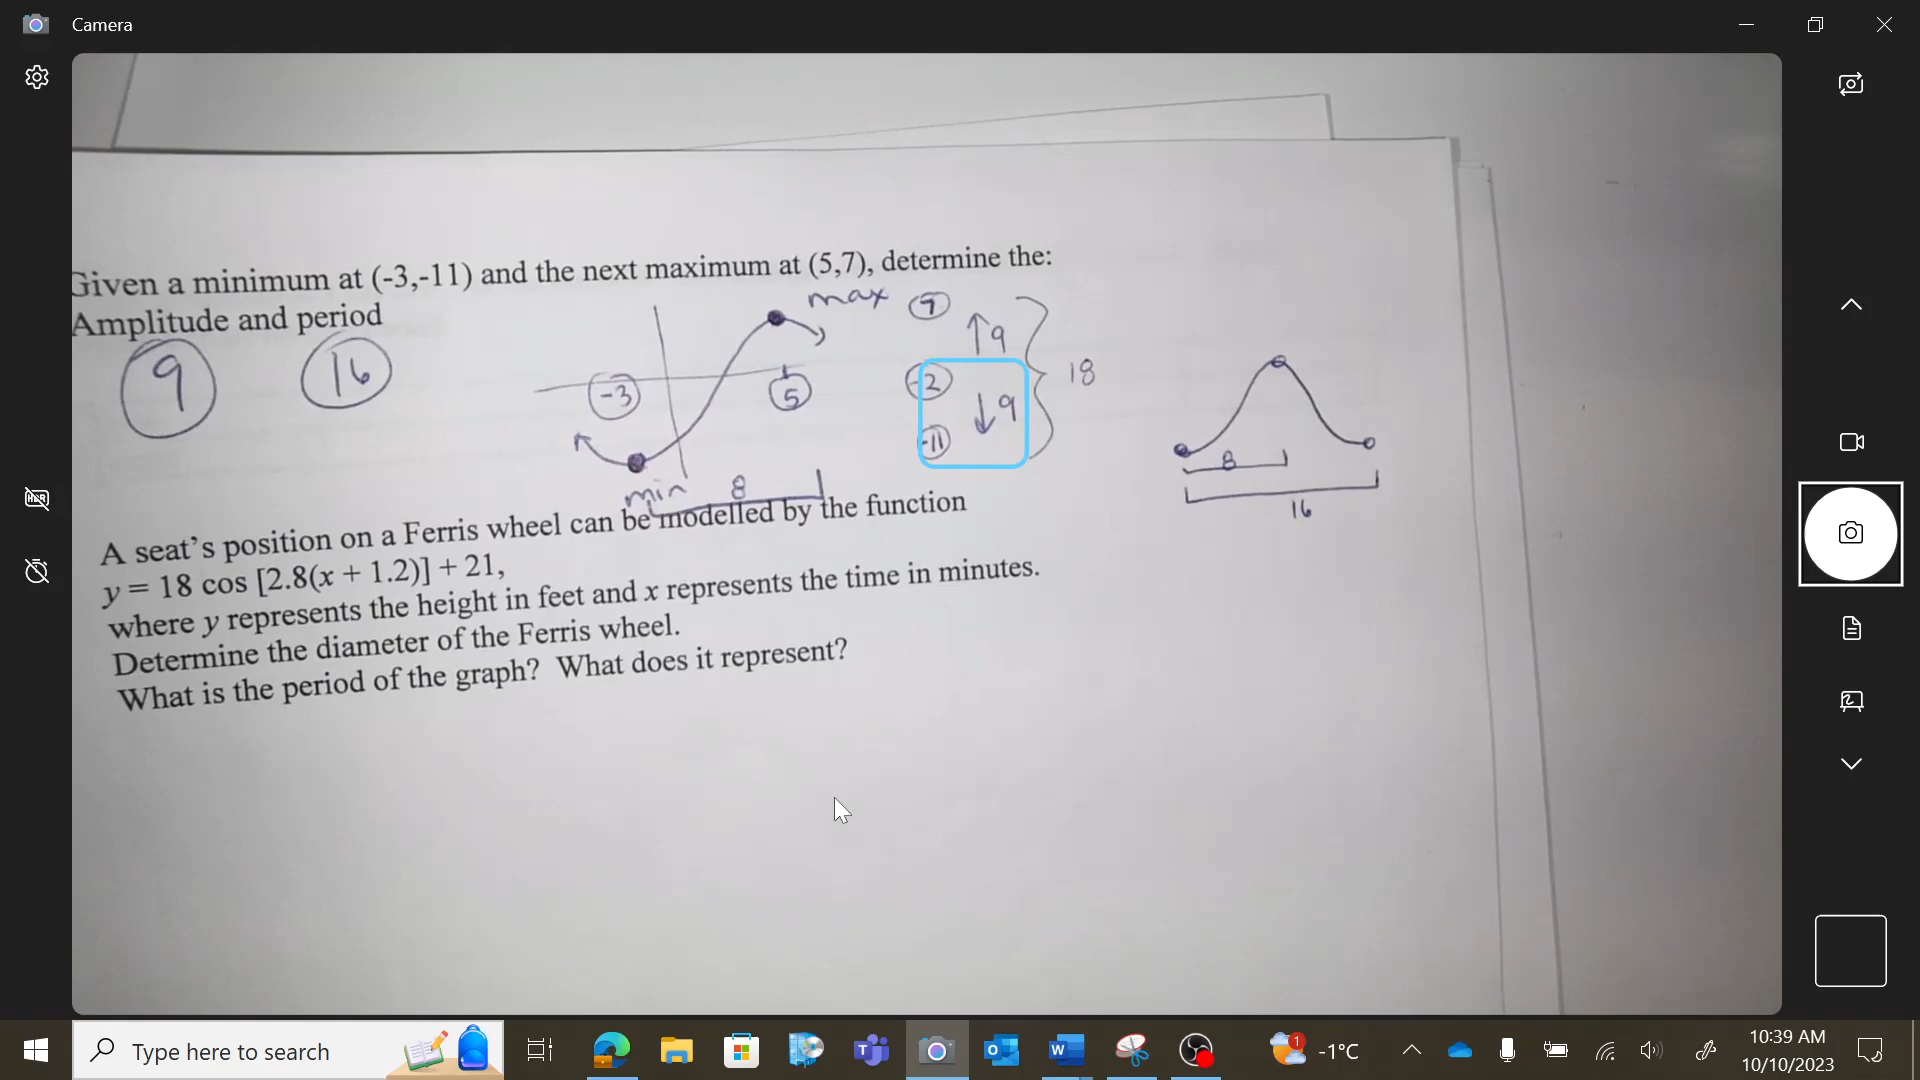 Camera
Given a minimum at (-3,-11) and the next maximum at (5,7), determine the:
Amplitude and period
9
16
max
7
↑9
18
-3
5
-2
↓9
-11
min
8
8
16
A seat's position on a Ferris wheel can be modelled by the function
y = 18 cos [2.8(x + 1.2)] + 21,
where y represents the height in feet and x represents the time in minutes.
Determine the diameter of the Ferris wheel.
What is the period of the graph? What does it represent?
Type here to search
1
-1°C
10:39 AM
10/10/2023